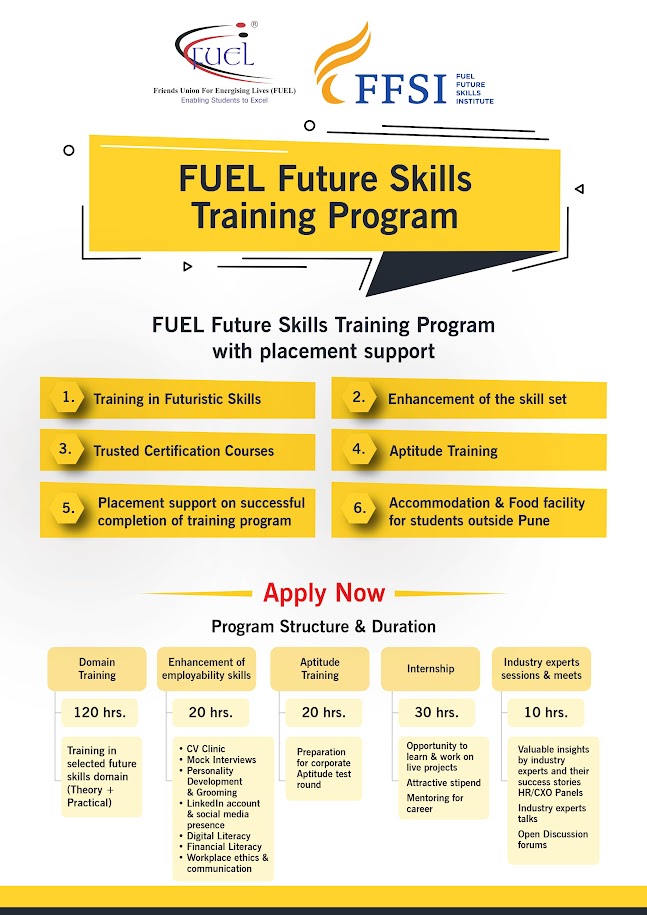 FUEL ®
Friends Union For Energising Lives (FUEL)
Enabling Students to Excel
FFSI
FUEL
FUTURE
SKILLS
INSTITUTE
FUEL Future Skills
Training Program
FUEL Future Skills Training Program
with placement support
1. Training in Futuristic Skills
2. Enhancement of the skill set
3. Trusted Certification Courses
4. Aptitude Training
5. Placement support on successful
completion of training program
6. Accommodation & Food facility
for students outside Pune
Apply Now
Program Structure & Duration
Domain
Training
120 hrs.
Training in
selected future
skills domain
(Theory +
Practical)
Enhancement of
employability skills
20 hrs.
• CV Clinic
• Mock Interviews
• Personality
Development
& Grooming
• LinkedIn account
& social media
presence
• Digital Literacy
• Financial Literacy
• Workplace ethics &
communication
Aptitude
Training
20 hrs.
Preparation
for corporate
Aptitude test
round
Internship
30 hrs.
Opportunity to
learn & work on
live projects
Attractive stipend
Mentoring for
career
Industry experts
sessions & meets
10 hrs.
Valuable insights
by industry
experts and their
success stories
HR/CXO Panels
Industry experts
talks
Open Discussion
forums